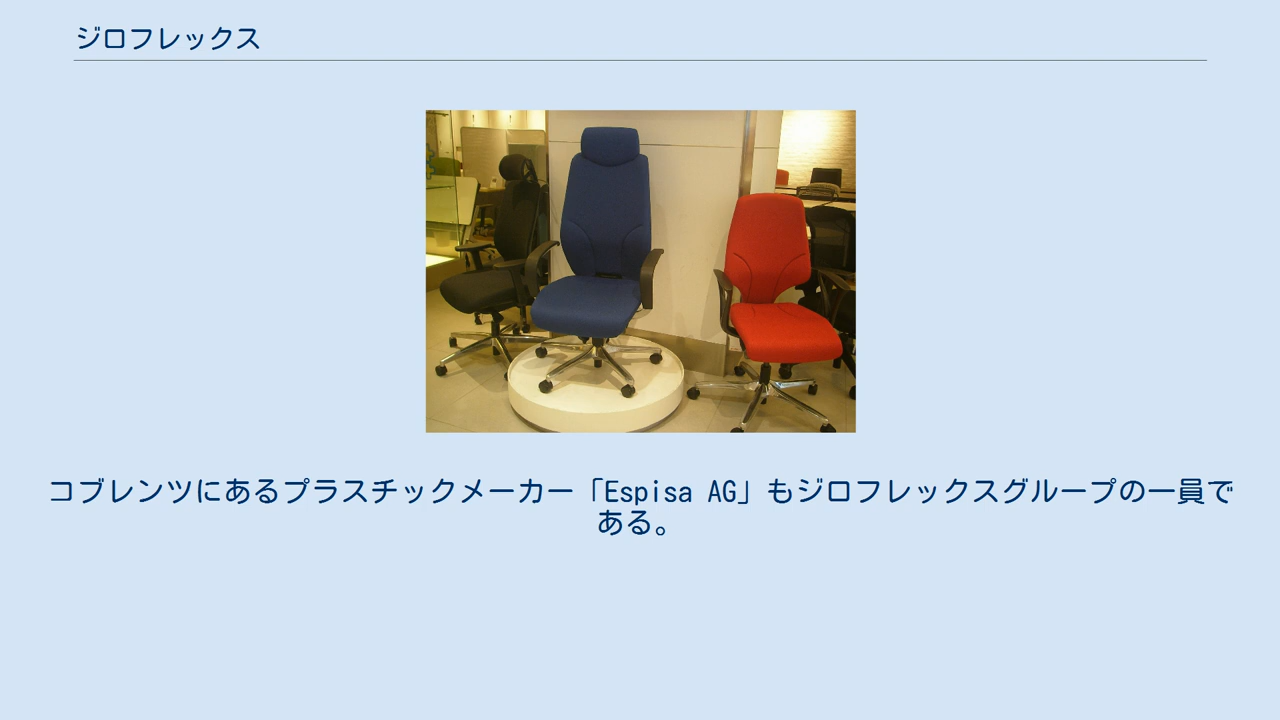 ジロフレックス
コブレンツにあるプラスチックメーカー「Espisa AG」もジロフレックスグループの一員で
ある。